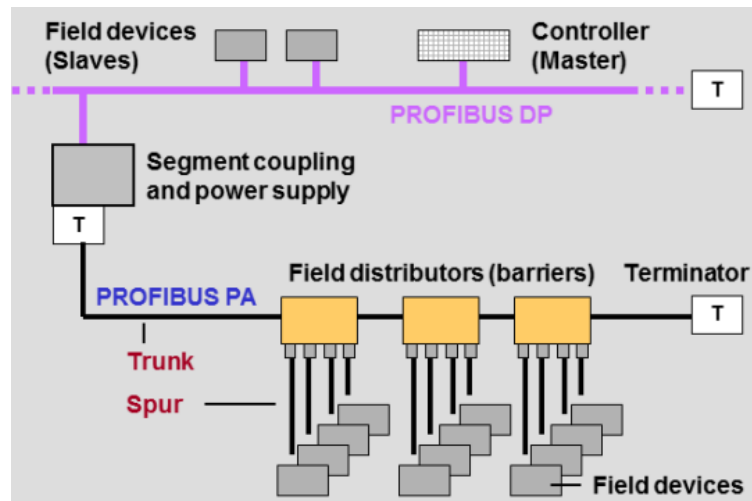 Field devices
(Slaves)
Controller
(Master)
T
PROFIBUS DP
Segment coupling
and power supply
T
Field distributors (barriers)
Terminator
PROFIBUS PA
T
Trunk
Spur
Field devices